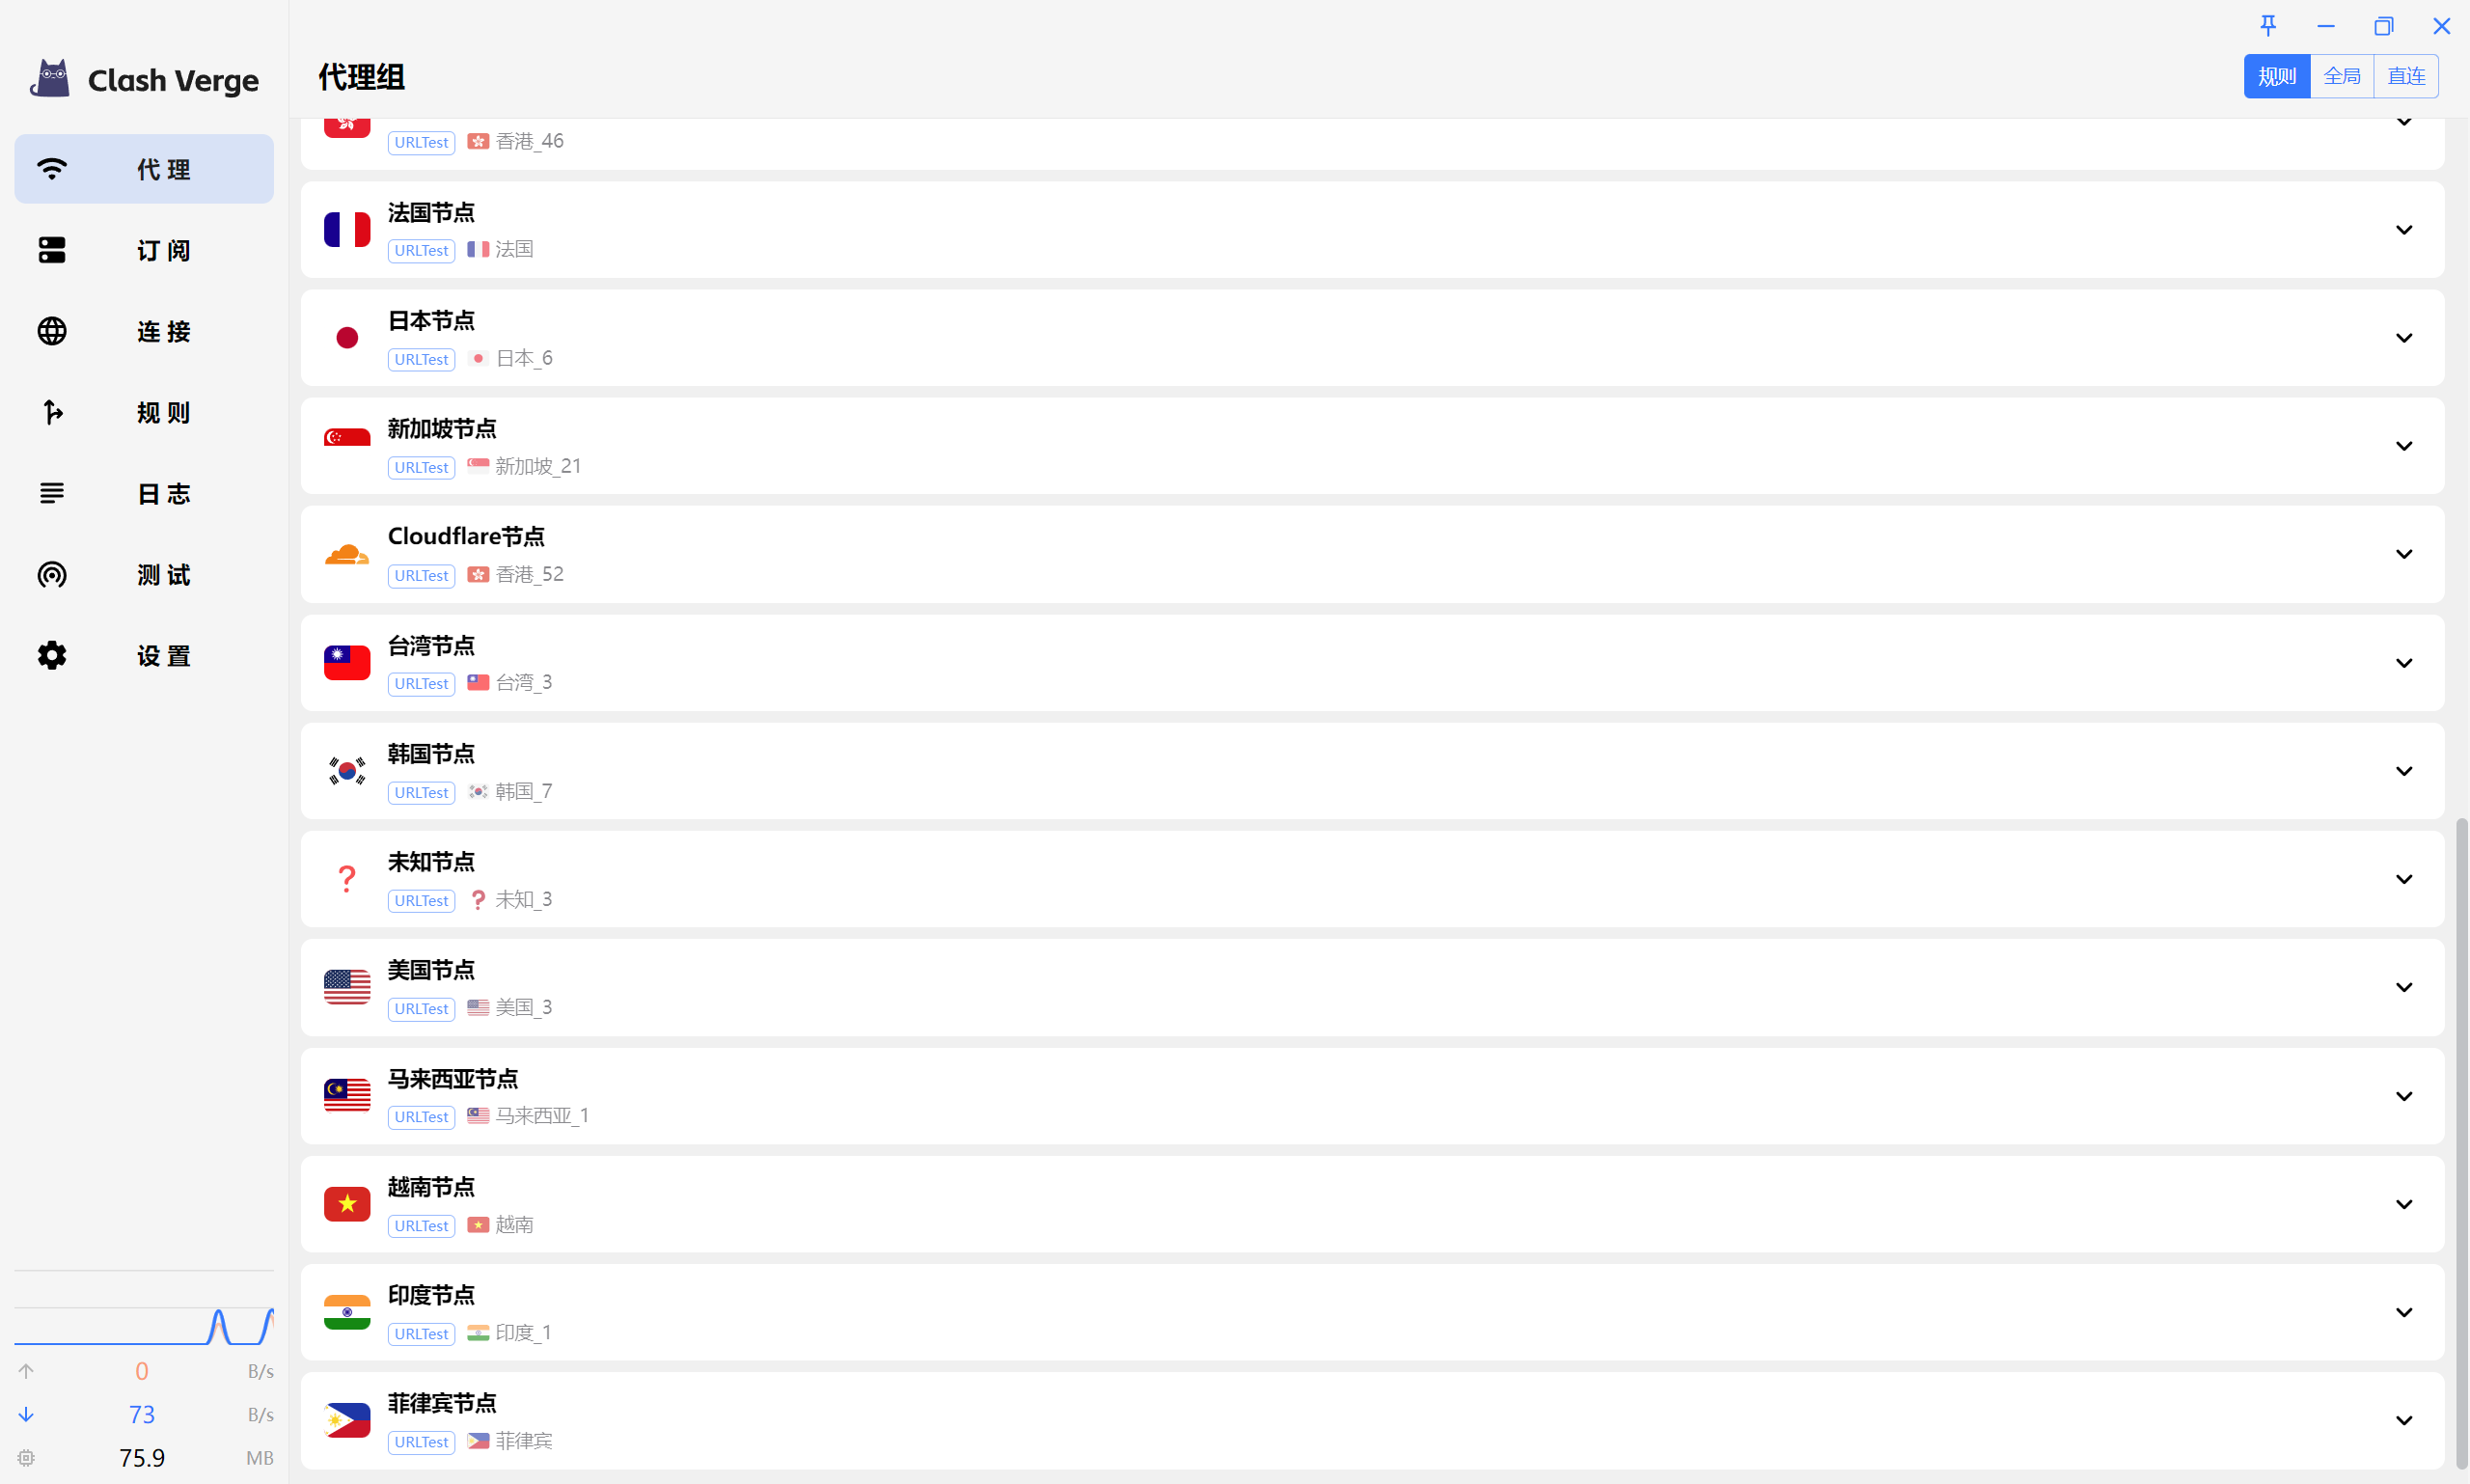 Clash Verge
代理组
规则 全局 直连
代 理
订 阅
连 接
规 则
日 志
测 试
设 置
0 B/s
73 B/s
75.9 MB
URLTest 香港_46
法国节点
URLTest 法国
日本节点
URLTest 日本_6
新加坡节点
URLTest 新加坡_21
Cloudflare节点
URLTest 香港_52
台湾节点
URLTest 台湾_3
韩国节点
URLTest 韩国_7
未知节点
URLTest 未知_3
美国节点
URLTest 美国_3
马来西亚节点
URLTest 马来西亚_1
越南节点
URLTest 越南
印度节点
URLTest 印度_1
菲律宾节点
URLTest 菲律宾